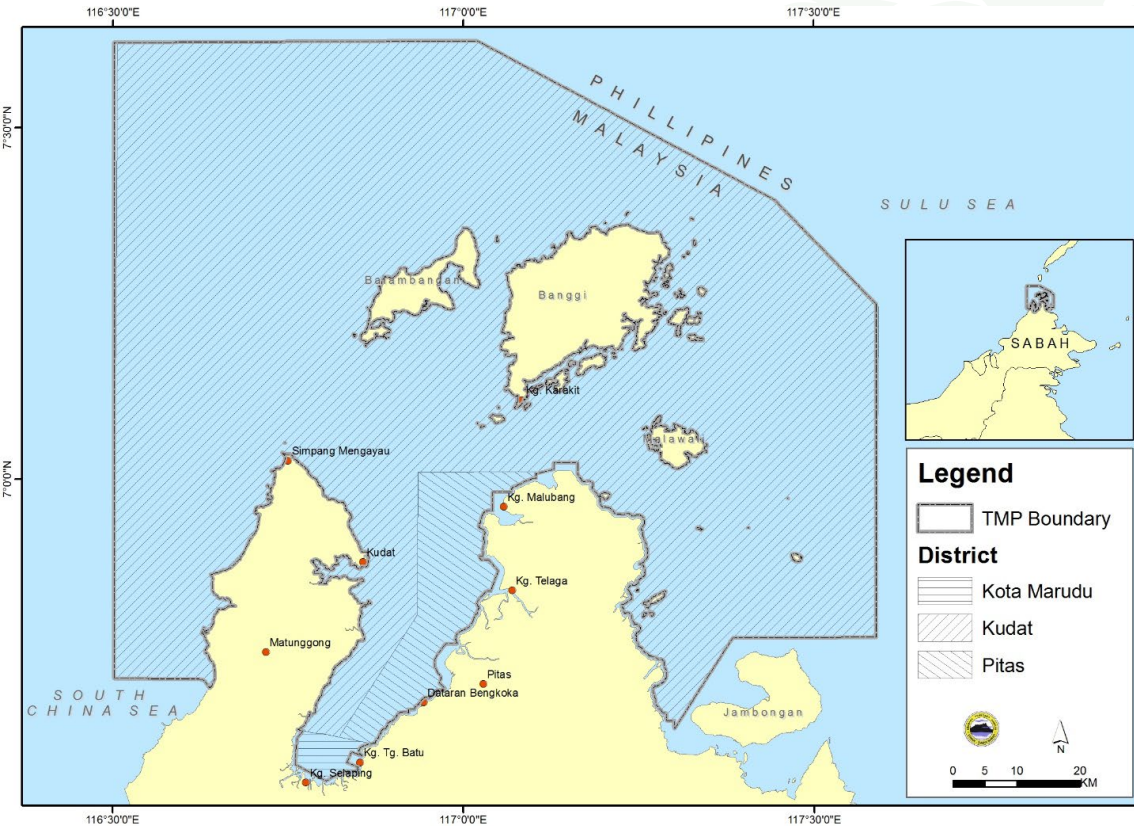 116°30'0"E
117°0'0"E
117°30'0"E
7°30'0"N
7°0'0"N
PHILLIPINES
MALAYSIA
SULU SEA
Balambangan
Banggi
Kg. Karakit
Malawali
Simpang Mengayau
Kg. Malubang
Kudat
Kg. Telaga
Matunggong
Pitas
Dataran Bengkoka
SOUTH
CHINA SEA
Jambongan
Kg. Tg. Batu
Kg. Selaping
SABAH
Legend
TMP Boundary
District
Kota Marudu
Kudat
Pitas
N
0 5 10 20
KM
116°30'0"E
117°0'0"E
117°30'0"E